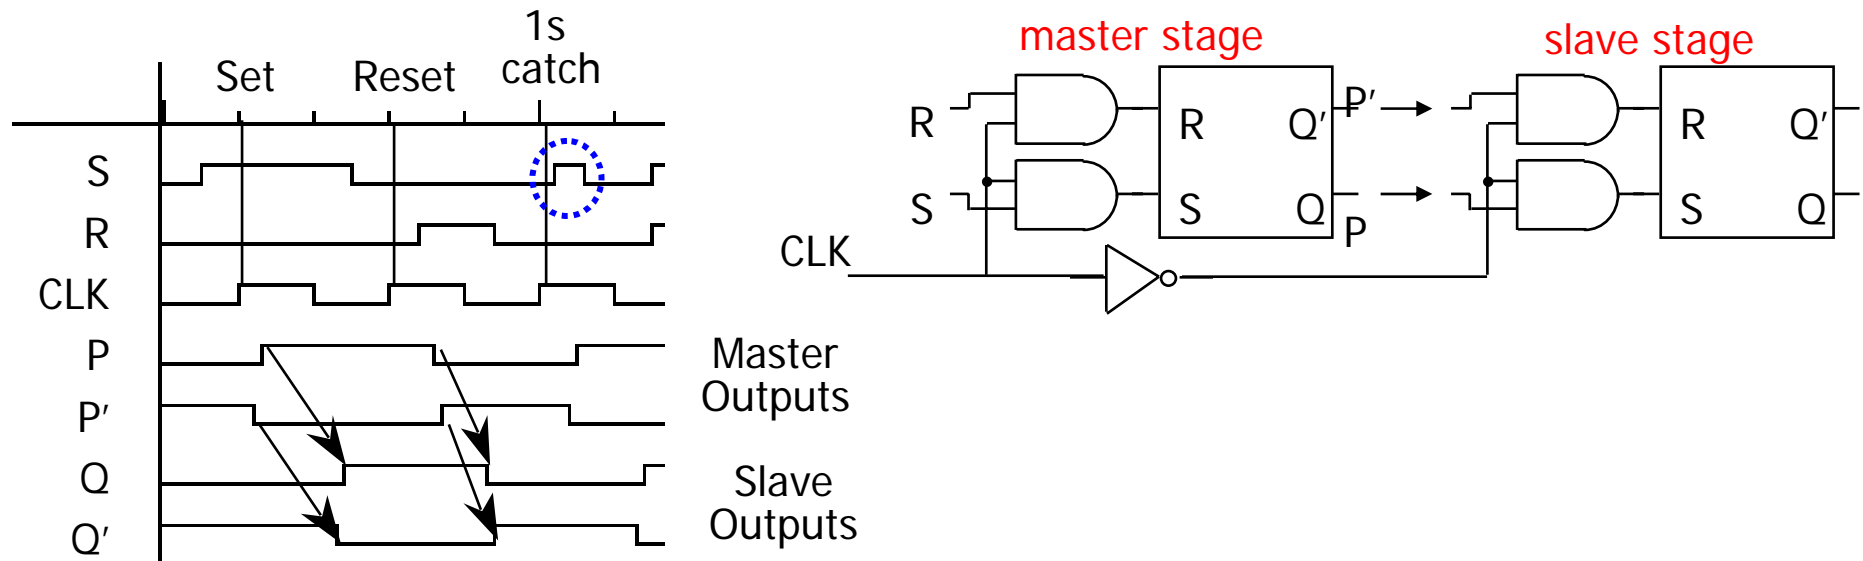 1s
catch
Set
Reset
S
R
CLK
P
P'
Q
Q'
Master
Outputs
Slave
Outputs
master stage
slave stage
R
S
CLK
R
Q'
S
Q
P'
P
R
Q'
S
Q